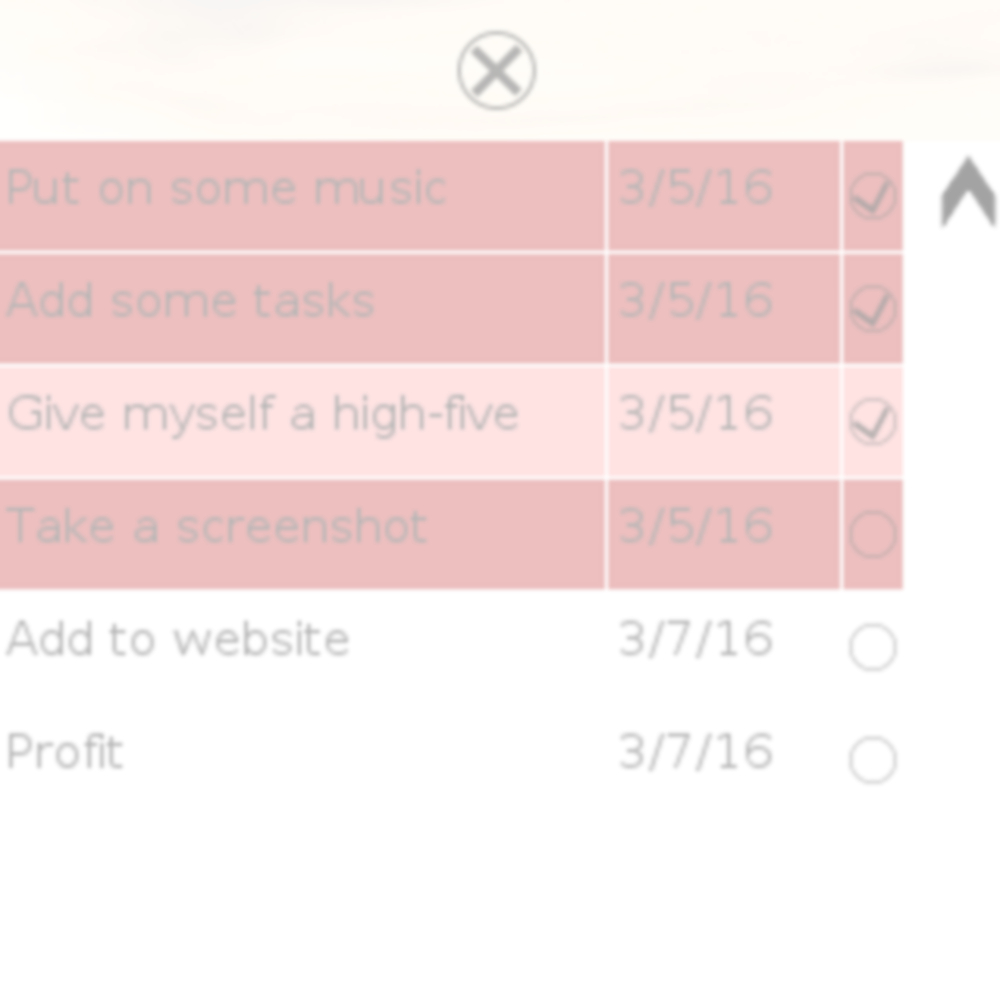 Put on some music 3/5/16
Add some tasks 3/5/16
Give myself a high-five 3/5/16
Take a screenshot 3/5/16
Add to website 3/7/16
Profit 3/7/16